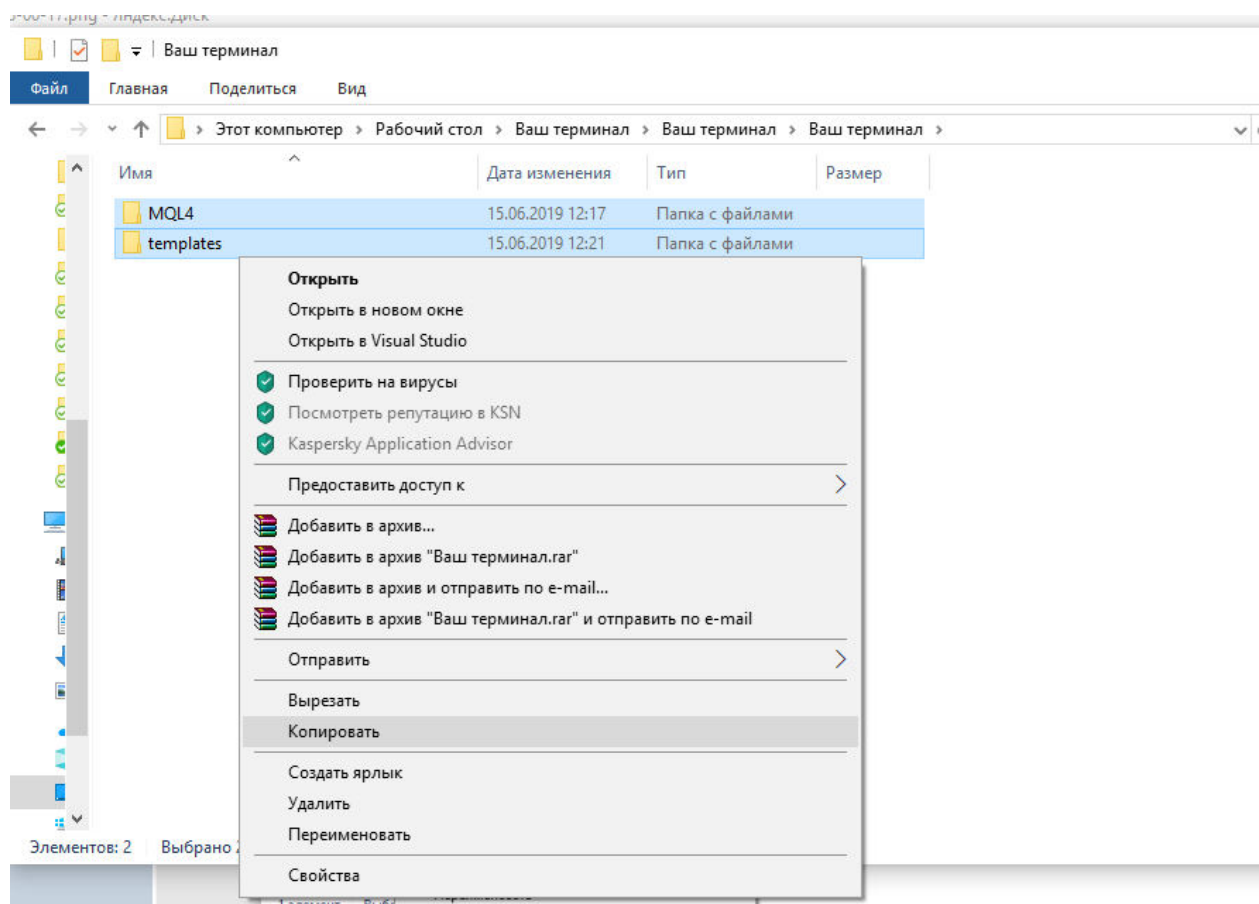 Ваш терминал
Файл Главная Поделиться Вид
Этот компьютер › Рабочий стол › Ваш терминал › Ваш терминал › Ваш терминал ›
Имя Дата изменения Тип Размер
MQL4 15.06.2019 12:17 Папка с файлами
templates 15.06.2019 12:21 Папка с файлами
Открыть
Открыть в новом окне
Открыть в Visual Studio
Проверить на вирусы
Посмотреть репутацию в KSN
Kaspersky Application Advisor
Предоставить доступ к
Добавить в архив...
Добавить в архив "Ваш терминал.rar"
Добавить в архив и отправить по e-mail...
Добавить в архив "Ваш терминал.rar" и отправить по e-mail
Отправить
Вырезать
Копировать
Создать ярлык
Удалить
Переименовать
Элементов: 2 Выбрано
Свойства